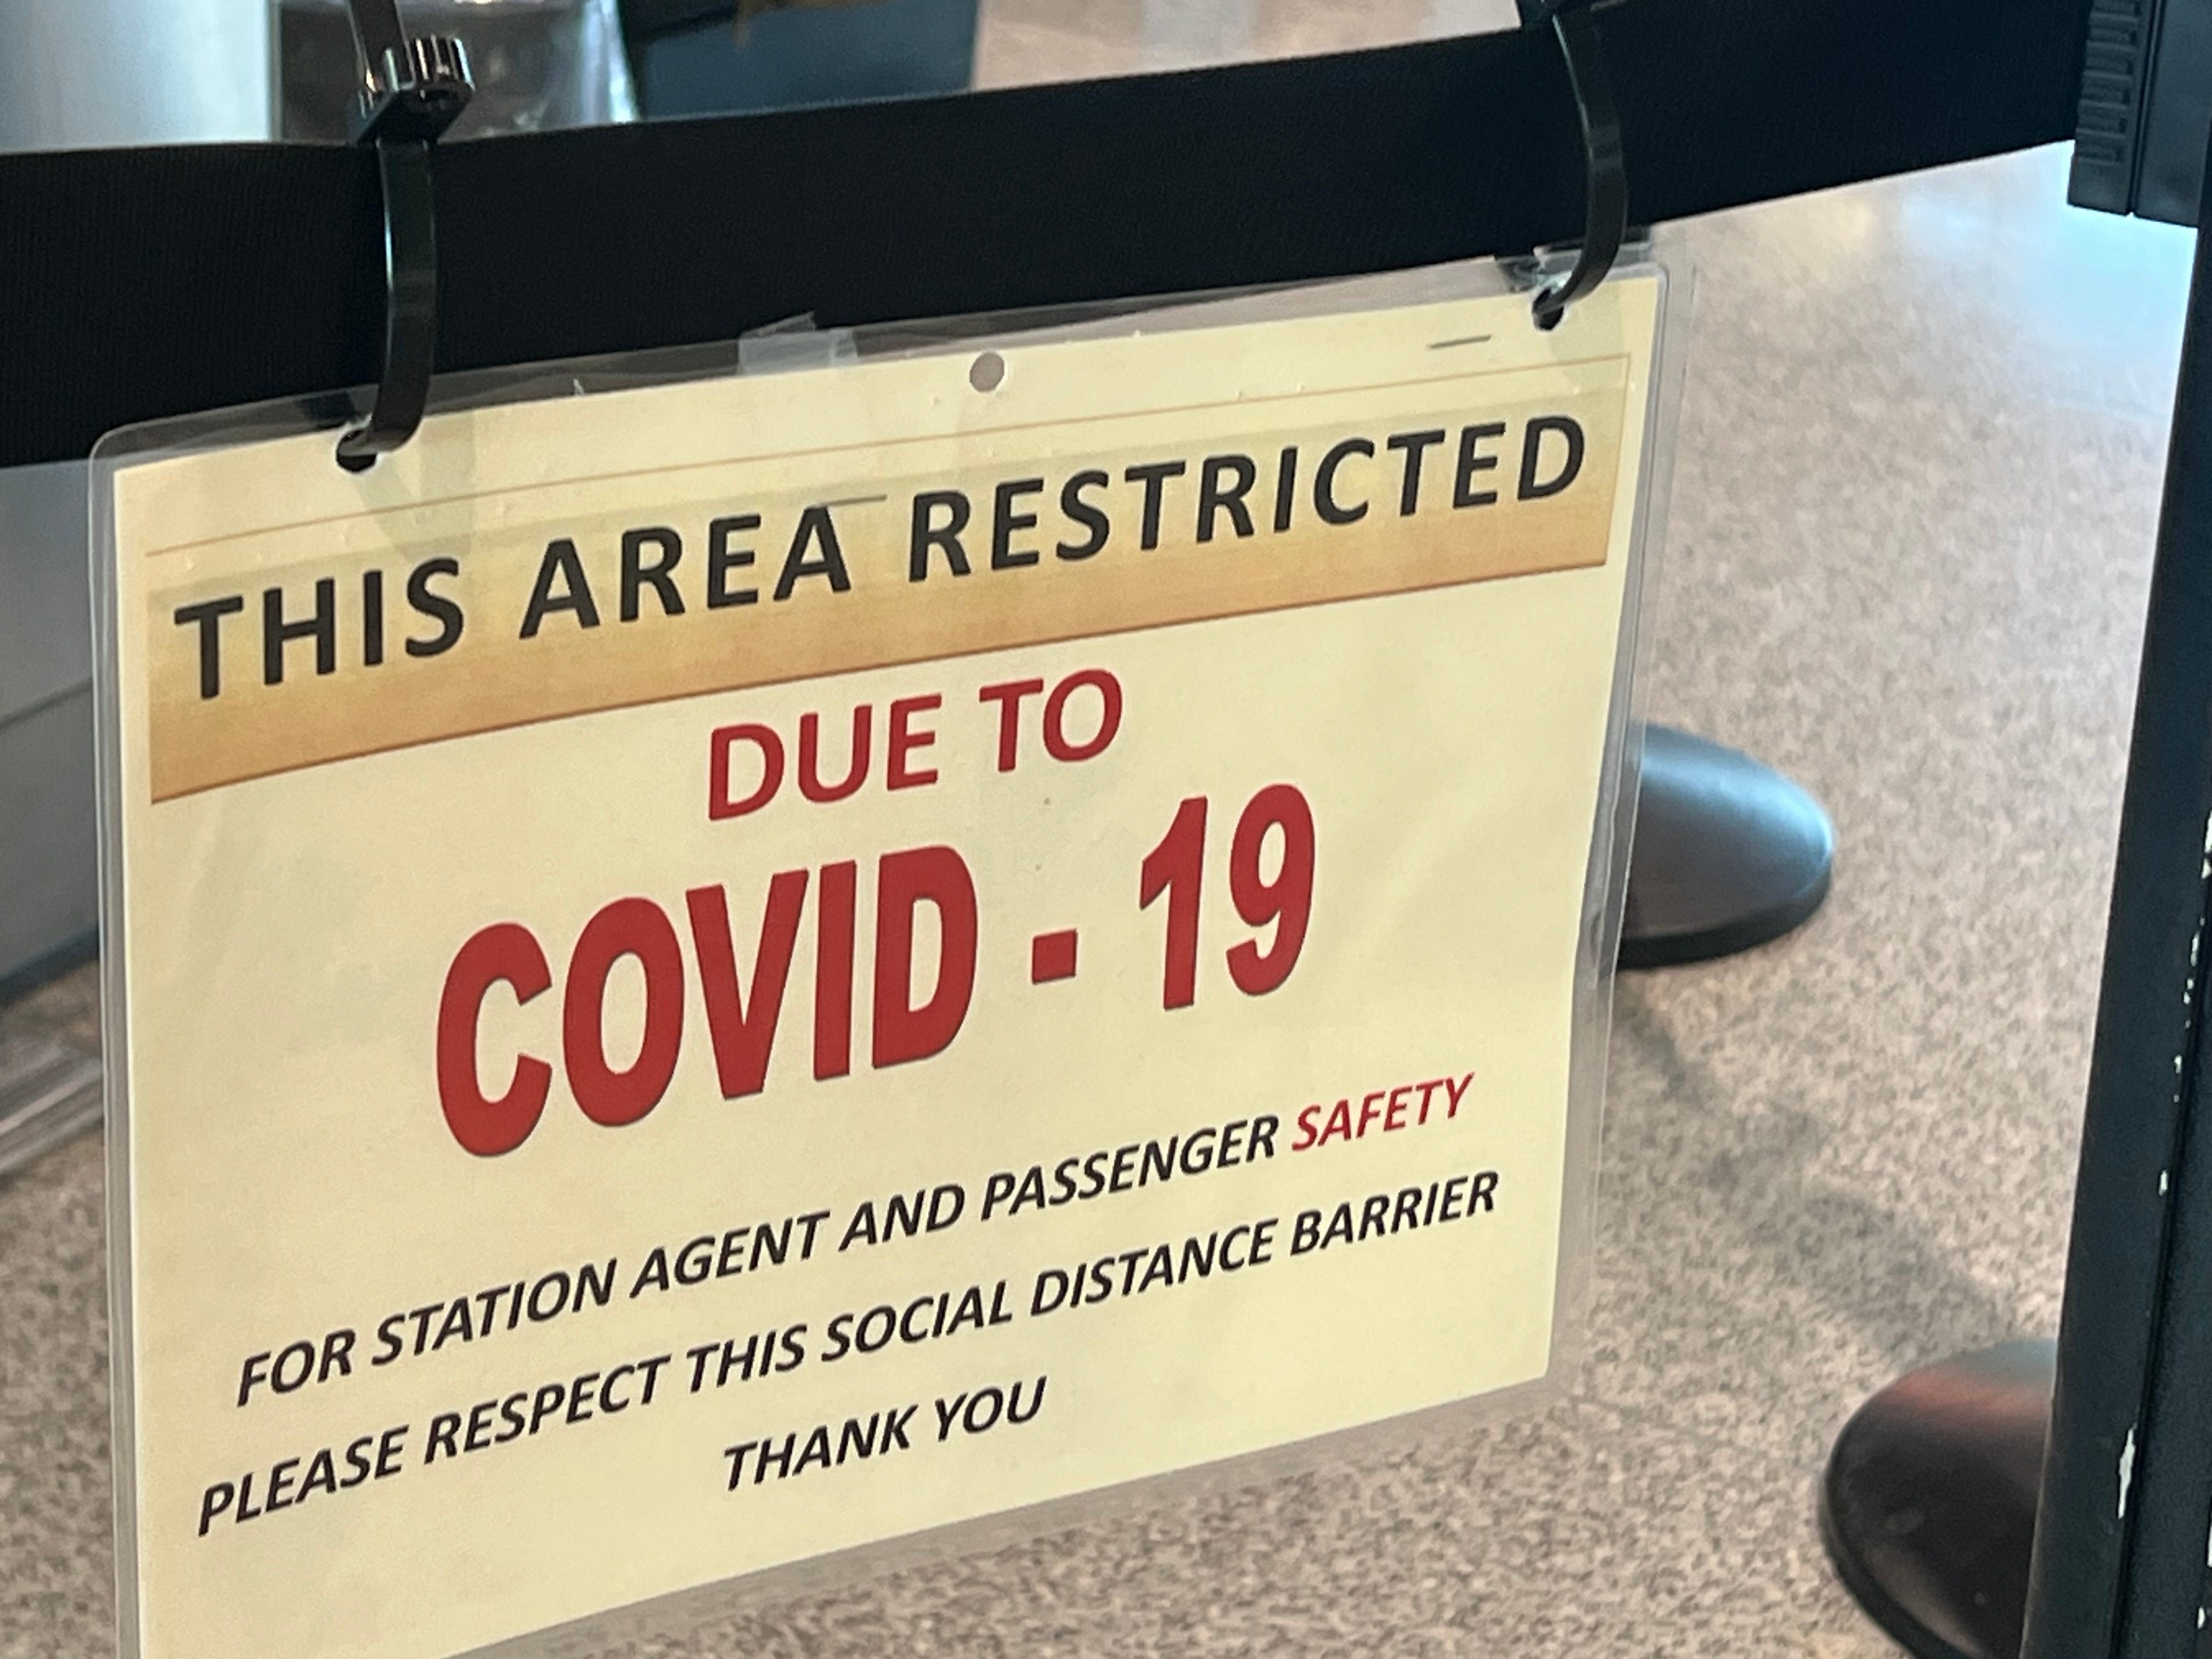 THIS AREA RESTRICTED
DUE TO
COVID - 19
FOR STATION AGENT AND PASSENGER SAFETY
PLEASE RESPECT THIS SOCIAL DISTANCE BARRIER
THANK YOU